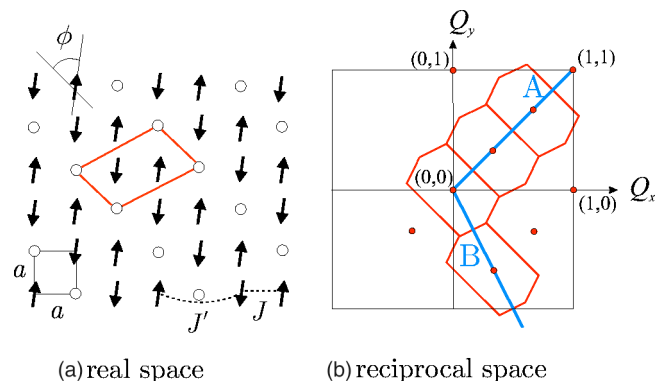 ϕ
a
a
J′
J
(a) real space
Q_y
(0,1)
(1,1)
A
(0,0)
Q_x
(1,0)
B
(b) reciprocal space